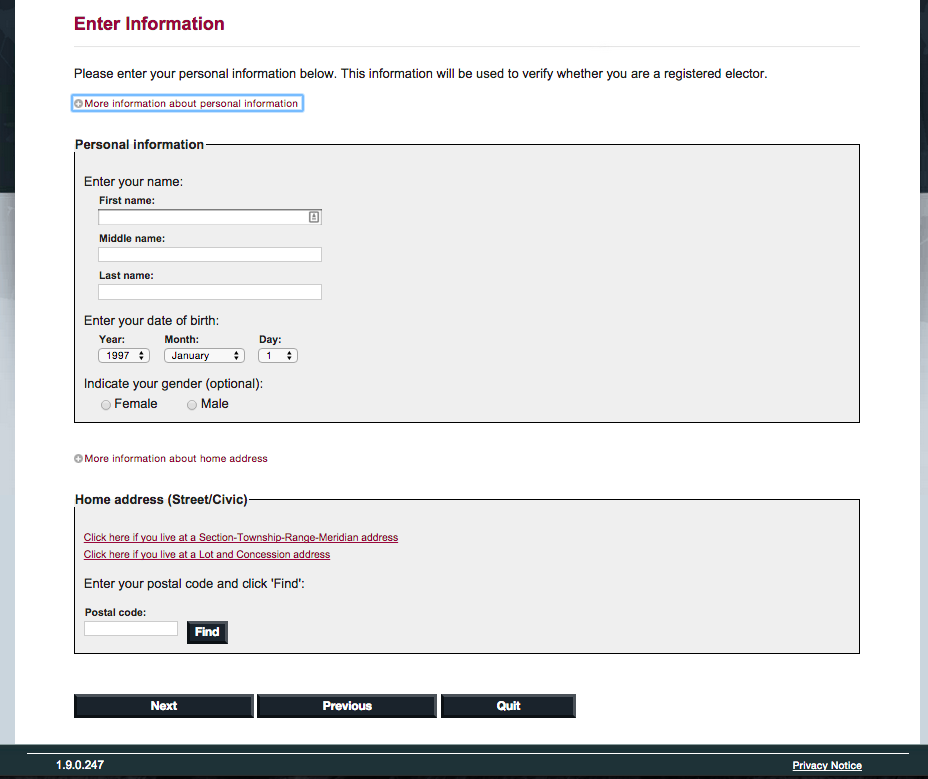 Enter Information
Please enter your personal information below. This information will be used to verify whether you are a registered elector.
More information about personal information
Personal information
Enter your name:
First name:
Middle name:
Last name:
Enter your date of birth:
Year: Month: Day:
1997 January 1
Indicate your gender (optional):
Female Male
More information about home address
Home address (Street/Civic)
Click here if you live at a Section-Township-Range-Meridian address
Click here if you live at a Lot and Concession address
Enter your postal code and click 'Find':
Postal code:
Find
Next Previous Quit
1.9.0.247 Privacy Notice